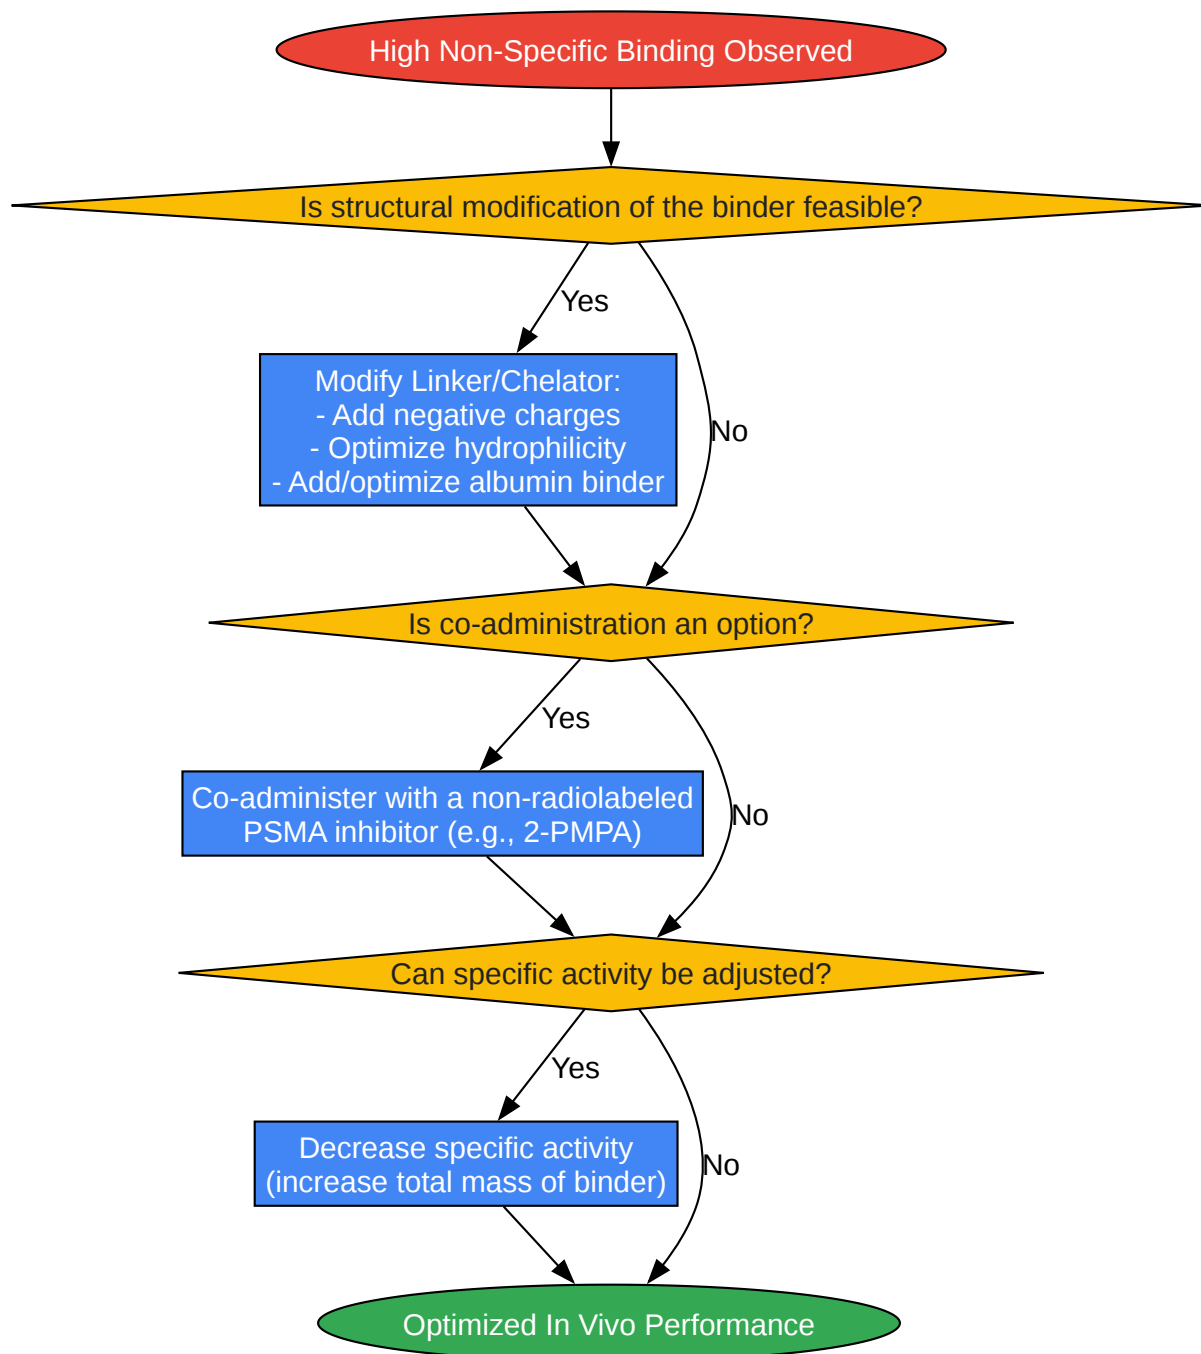 High Non-Specific Binding Observed
Is structural modification of the binder feasible?
Yes
Modify Linker/Chelator:
- Add negative charges
- Optimize hydrophilicity
- Add/optimize albumin binder
No
Is co-administration an option?
Yes
Co-administer with a non-radiolabeled
PSMA inhibitor (e.g., 2-PMPA)
No
Can specific activity be adjusted?
Yes
Decrease specific activity
(increase total mass of binder)
No
Optimized In Vivo Performance